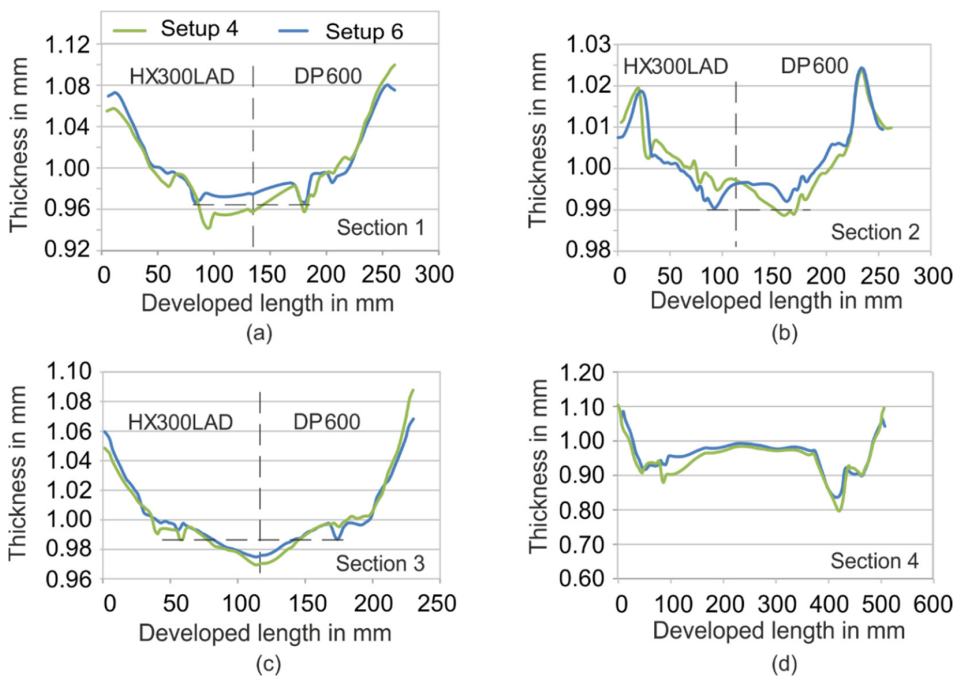 Setup 4 Setup 6
Thickness in mm
1.12
1.08
1.04
1.00
0.96
0.92
HX300LAD DP600
Section 1
0 50 100 150 200 250 300
Developed length in mm
(a)
Thickness in mm
1.03
1.02
1.01
1.00
0.99
0.98
HX300LAD DP600
Section 2
0 50 100 150 200 250 300
Developed length in mm
(b)
Thickness in mm
1.10
1.08
1.06
1.04
1.02
1.00
0.98
0.96
HX300LAD DP600
Section 3
0 50 100 150 200 250
Developed length in mm
(c)
Thickness in mm
1.20
1.10
1.00
0.90
0.80
0.70
0.60
Section 4
0 100 200 300 400 500 600
Developed length in mm
(d)